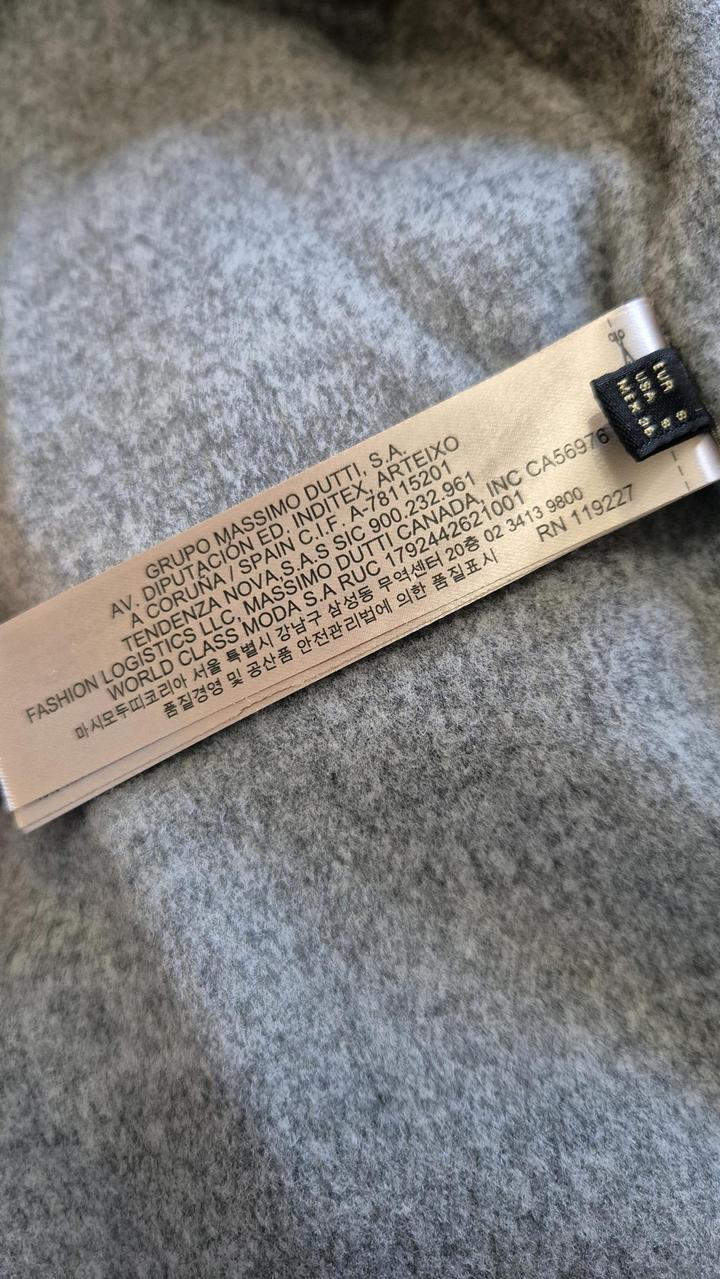 GRUPO MASSIMO DUTTI, S.A.
AV. DIPUTACIÓN ED. INDITEX, ARTEIXO
A CORUÑA / SPAIN C.I.F. A-78115201
TENDENZA NOVA,S.A.S SIC 900.232.961
FASHION LOGISTICS LLC, MASSIMO DUTTI CANADA, INC CA56976
WORLD CLASS MODA S.A RUC 1792442621001
마시모두띠코리아 서울 특별시 강남구 삼성동 무역센터 20층 02 3413 9800
품질경영 및 공산품 안전관리법에 의한 품질표시
RN 119227
EUR S
USA S
MEX 36